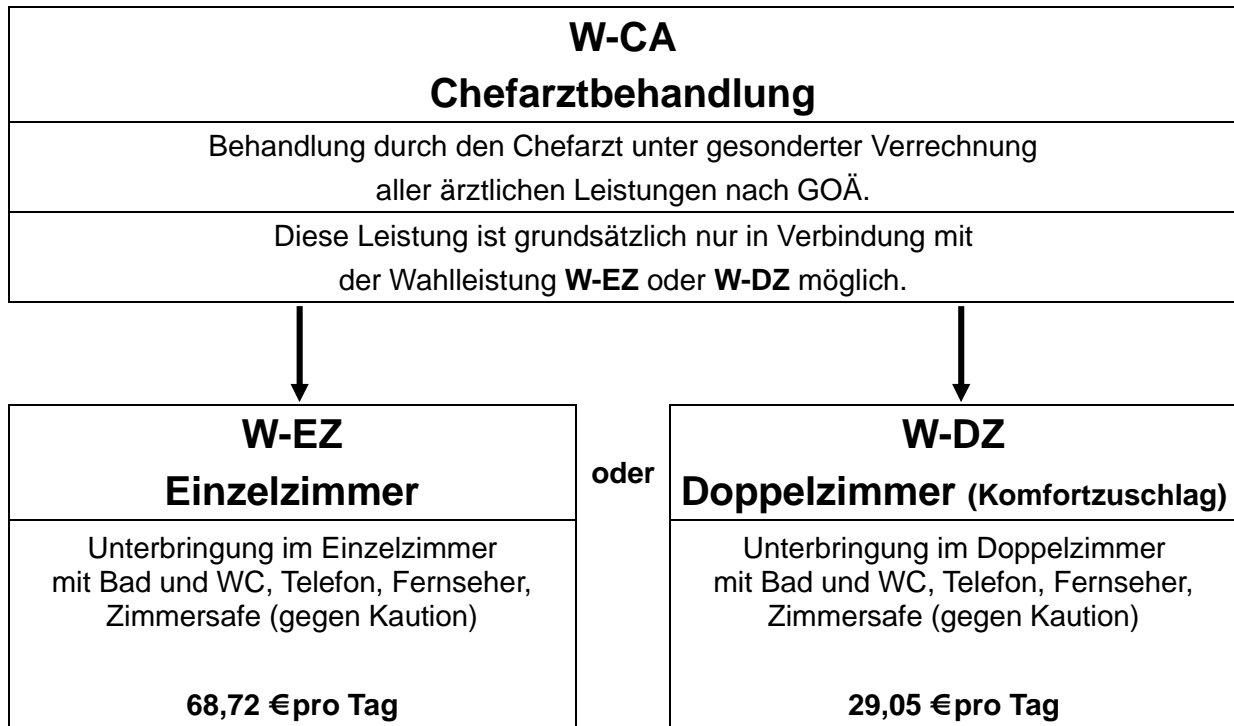 W-CA
Chefarztbehandlung
Behandlung durch den Chefarzt unter gesonderter Verrechnung
aller ärztlichen Leistungen nach GOÄ.
Diese Leistung ist grundsätzlich nur in Verbindung mit
der Wahlleistung W-EZ oder W-DZ möglich.
W-EZ
Einzelzimmer
Unterbringung im Einzelzimmer
mit Bad und WC, Telefon, Fernseher,
Zimmersafe (gegen Kaution)
68,72 €pro Tag
oder
W-DZ
Doppelzimmer (Komfortzuschlag)
Unterbringung im Doppelzimmer
mit Bad und WC, Telefon, Fernseher,
Zimmersafe (gegen Kaution)
29,05 €pro Tag